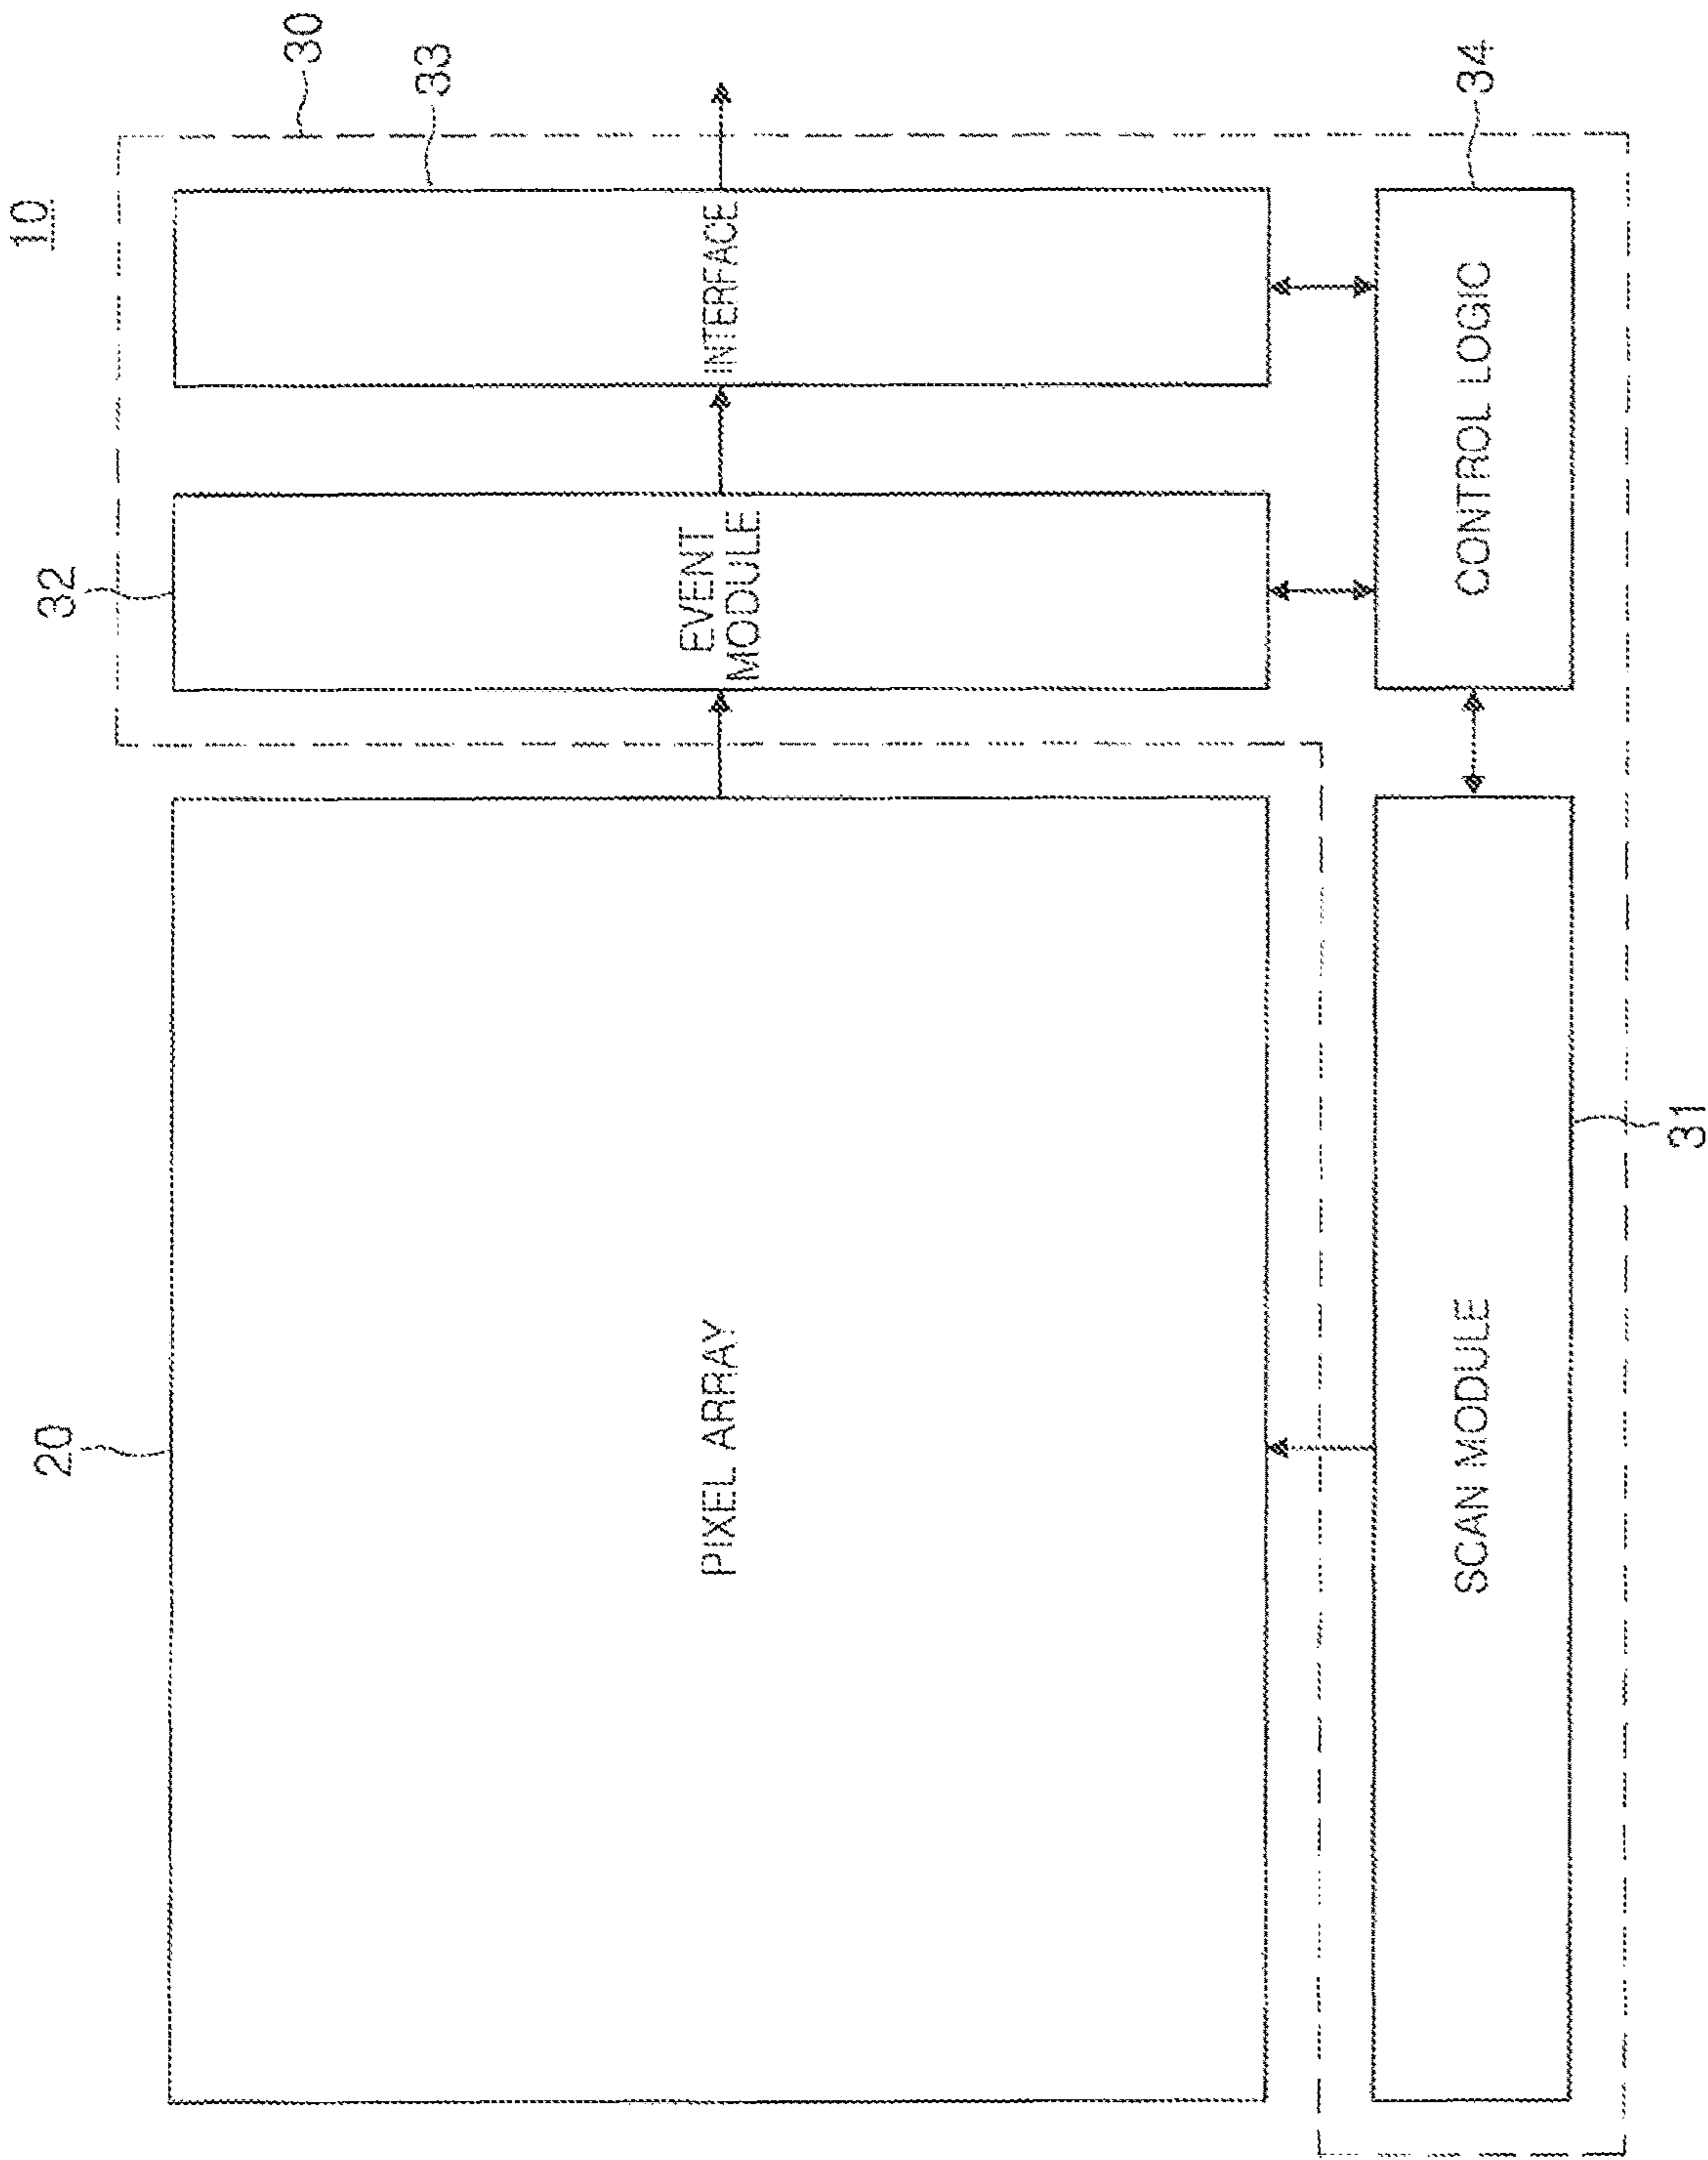 10
30
33
32
20
INTERFACE
EVENT
MODULE
PIXEL ARRAY
34
CONTROL LOGIC
SCAN MODULE
31